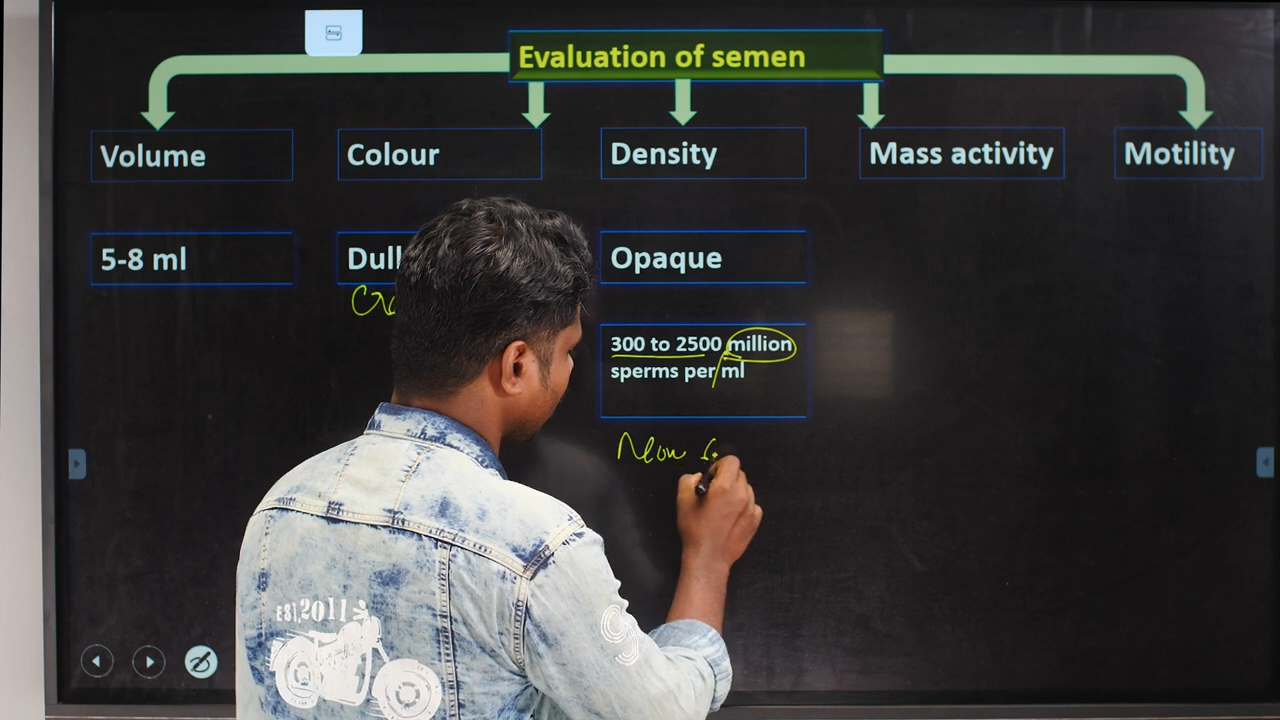 Evaluation of semen
Volume
Colour
Density
Mass activity
Motility
5-8 ml
Dull
Opaque
300 to 2500 million
sperms per ml
2011